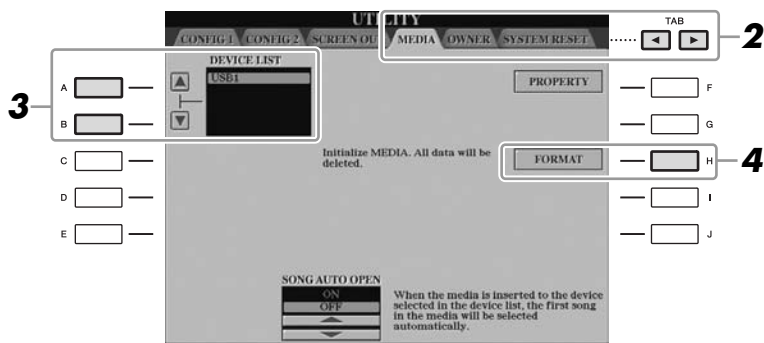 UTILITY
TAB
CONFIG 1 CONFIG 2 SCREEN OU MEDIA OWNER SYSTEM RESET
2
DEVICE LIST
USB1
3
A
B
C
D
E
PROPERTY
F
G
Initialize MEDIA. All data will be
deleted.
FORMAT
H
4
I
J
SONG AUTO OPEN
ON
OFF
When the media is inserted to the device
selected in the device list, the first song
in the media will be selected
automatically.